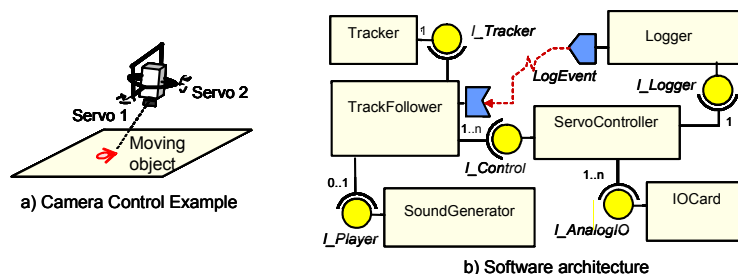 Servo 1
Servo 2
Moving
object
a) Camera Control Example
Tracker
1
I_Tracker
LogEvent
Logger
I_Logger
1
TrackFollower
1..n
I_Control
ServoController
0..1
I_Player
SoundGenerator
1..n
I_AnalogIO
IOCard
b) Software architecture